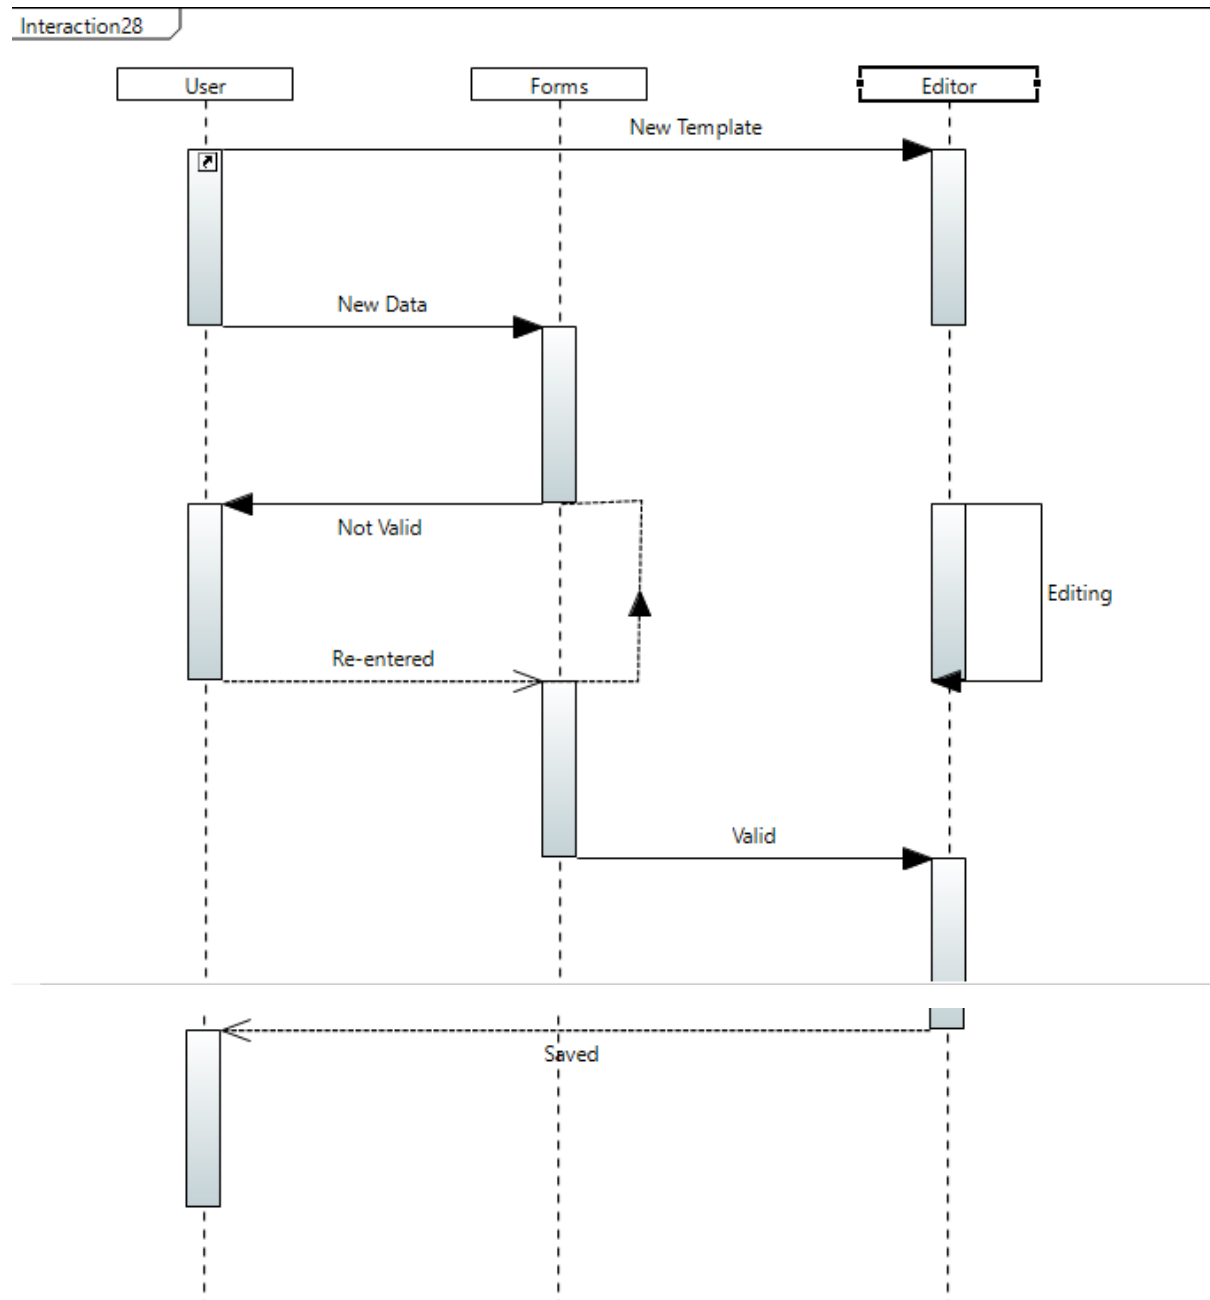 Interaction28
User
Forms
Editor
New Template
New Data
Not Valid
Editing
Re-entered
Valid
Saved